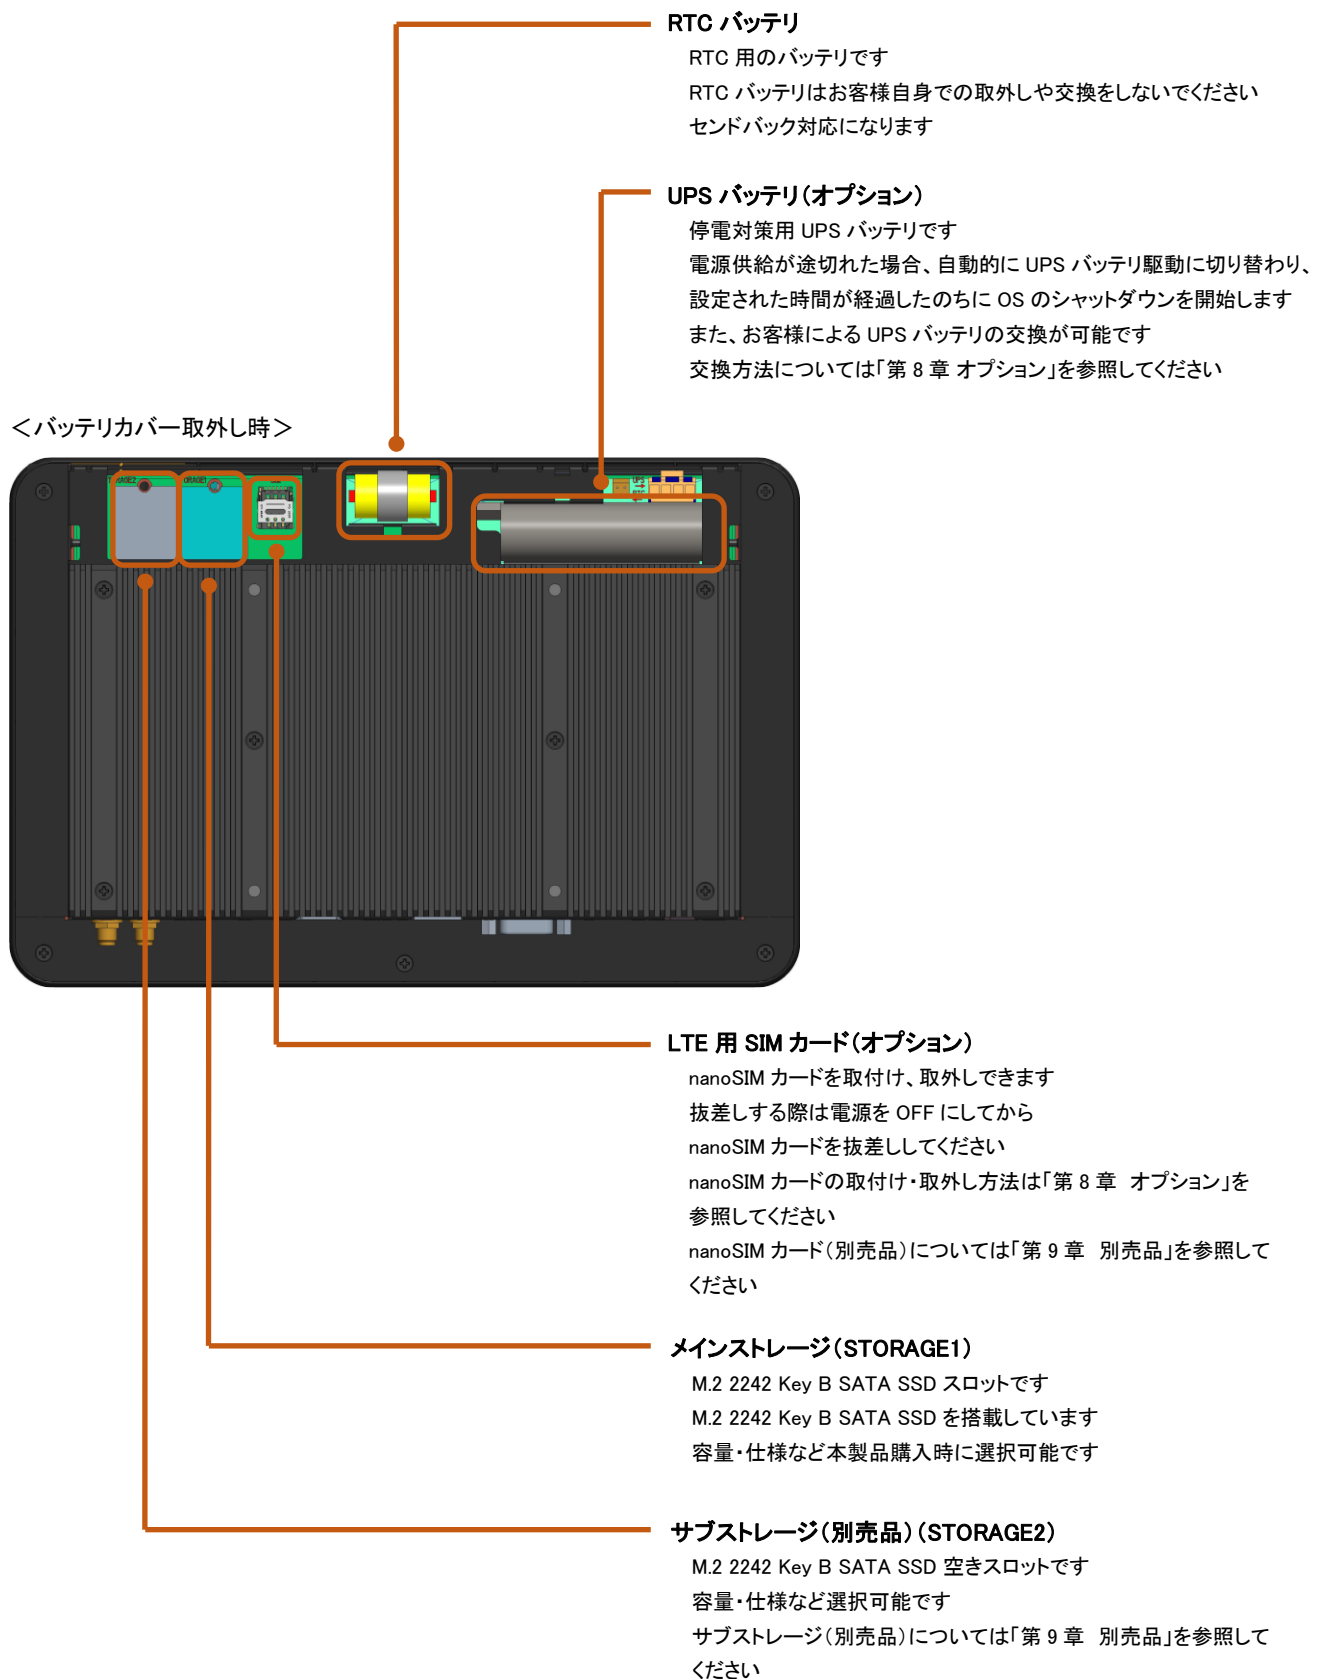 RTC バッテリ
RTC 用のバッテリです
RTC バッテリはお客様自身での取外しや交換をしないでください
センドバック対応になります
UPS バッテリ(オプション)
停電対策用 UPS バッテリです
電源供給が途切れた場合、自動的に UPS バッテリ駆動に切り替わり、
設定された時間が経過したのちに OS のシャットダウンを開始します
また、お客様による UPS バッテリの交換が可能です
交換方法については「第 8 章 オプション」を参照してください
<バッテリカバー取外し時>
LTE 用 SIM カード(オプション)
nanoSIM カードを取付け、取外しできます
抜差しする際は電源を OFF にしてから
nanoSIM カードを抜差ししてください
nanoSIM カードの取付け・取外し方法は「第 8 章 オプション」を
参照してください
nanoSIM カード(別売品)については「第 9 章 別売品」を参照して
ください
メインストレージ(STORAGE1)
M.2 2242 Key B SATA SSD スロットです
M.2 2242 Key B SATA SSD を搭載しています
容量・仕様など本製品購入時に選択可能です
サブストレージ(別売品)(STORAGE2)
M.2 2242 Key B SATA SSD 空きスロットです
容量・仕様など選択可能です
サブストレージ(別売品)については「第 9 章 別売品」を参照して
ください